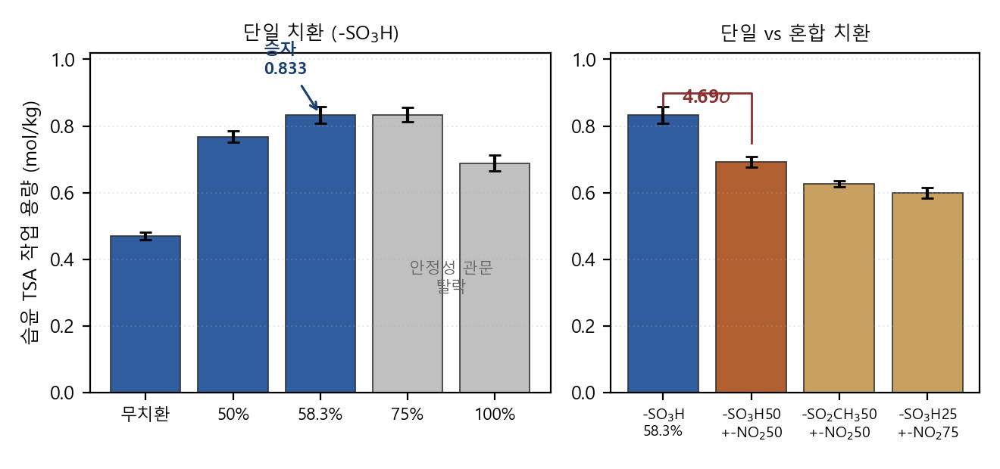 단일 치환 (-SO₃H)
증자
0.833
습윤 TSA 작업 용량 (mol/kg)
1.0
0.8
0.6
0.4
0.2
0.0
안정성 관문
탈락
무치환
50%
58.3%
75%
100%
단일 vs 혼합 치환
4.69σ
1.0
0.8
0.6
0.4
0.2
0.0
-SO₃H
58.3%
-SO₃H50
+-NO₂50
-SO₂CH₃50
+-NO₂50
-SO₃H25
+-NO₂75